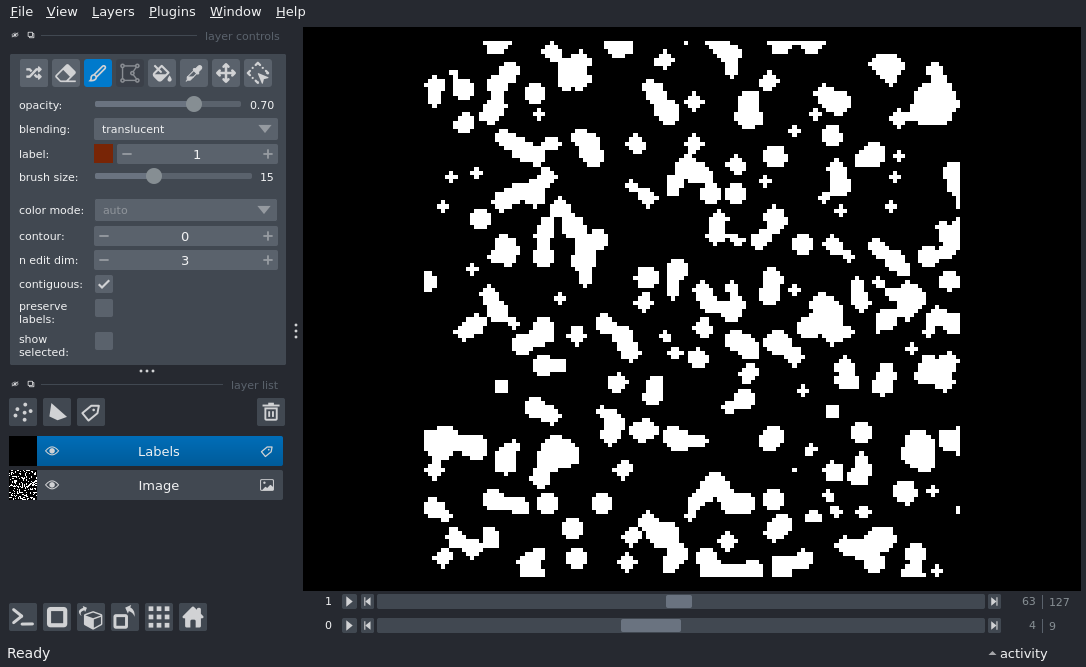 File View Layers Plugins Window Help
layer controls
opacity: 0.70
blending: translucent
label: 1
brush size: 15
color mode: auto
contour: 0
n edit dim: 3
contiguous:
preserve
labels:
show
selected:
layer list
Labels
Image
1 63 127
0 4 9
Ready activity